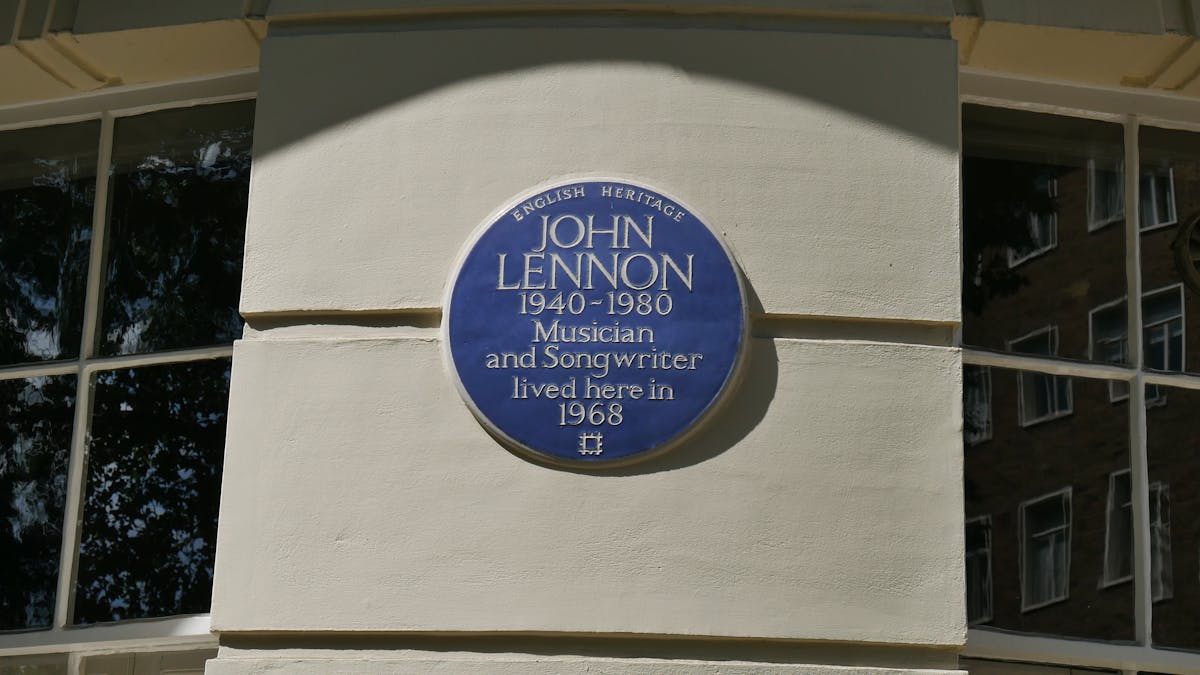 ENGLISH HERITAGE
JOHN
LENNON
1940-1980
Musician
and Songwriter
lived here in
1968